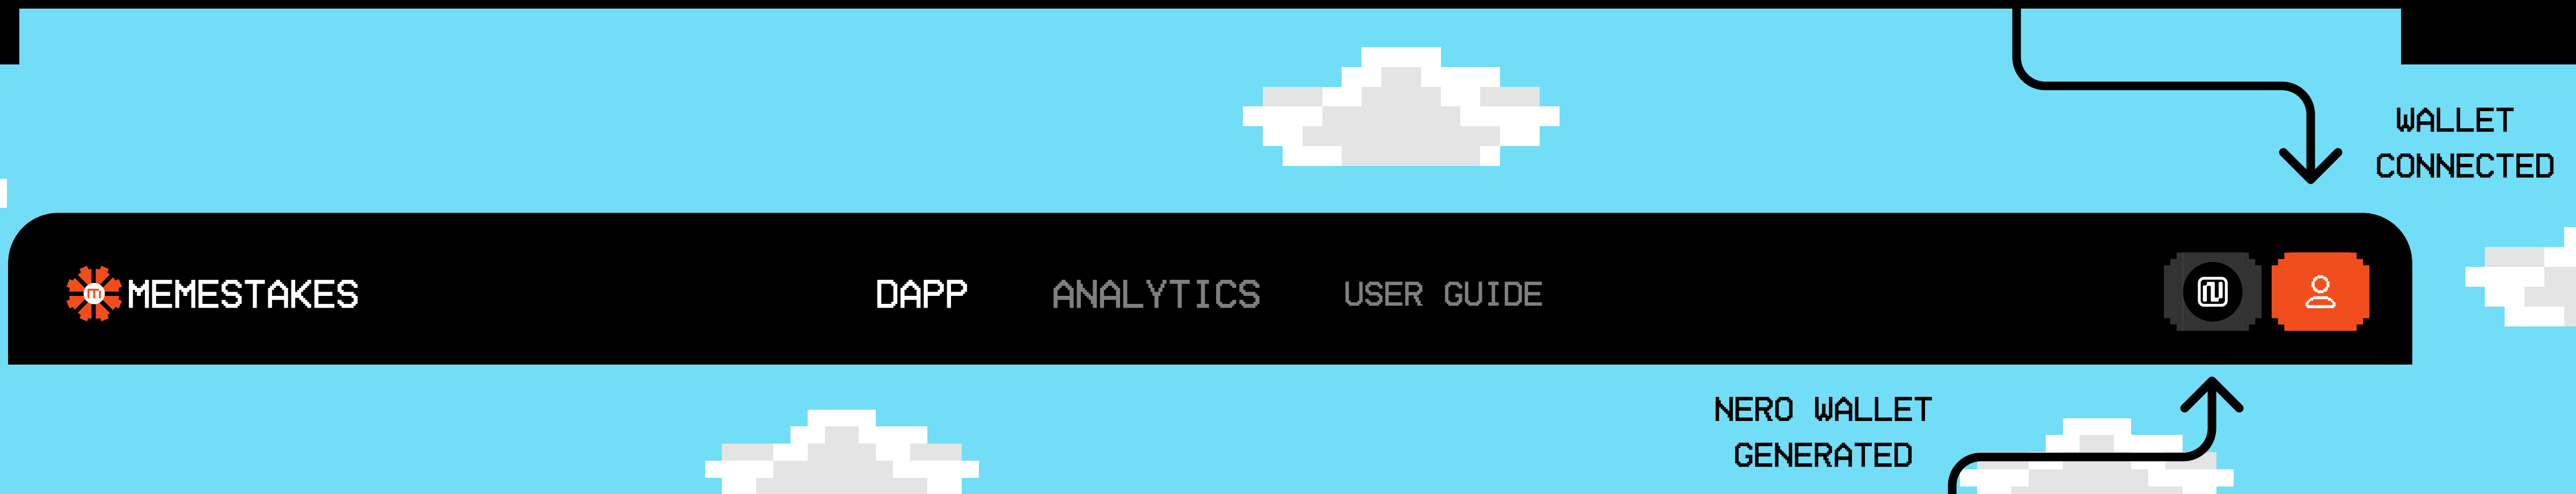 WALLET
CONNECTED
MEMESTAKES
DAPP
ANALYTICS
USER GUIDE
NERO WALLET
GENERATED